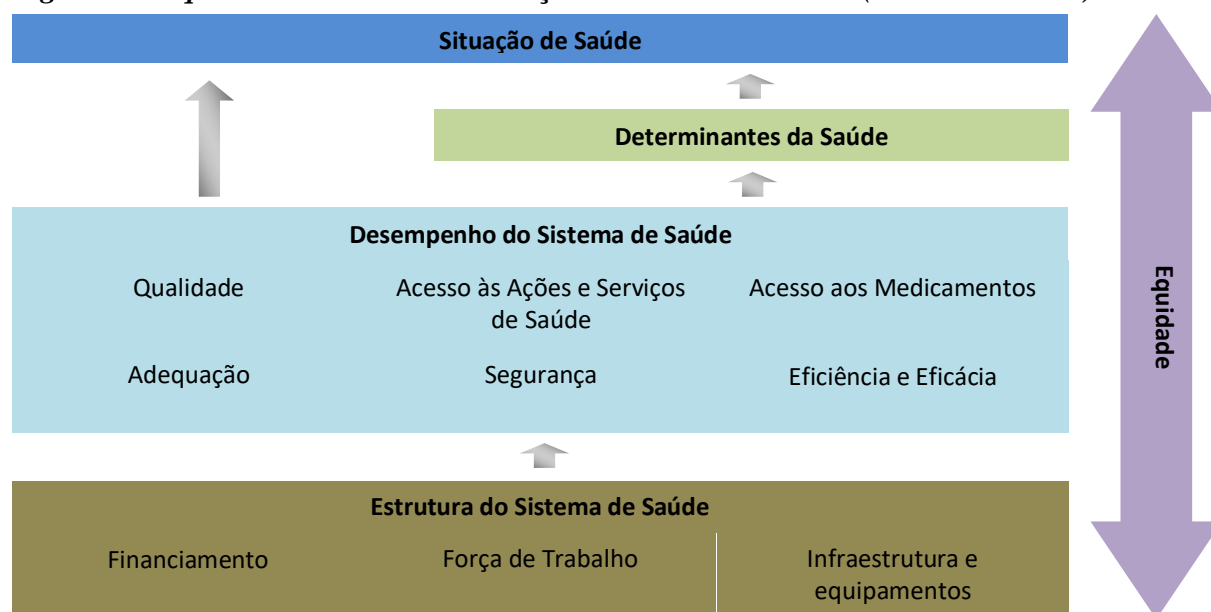 Situação de Saúde
Determinantes da Saúde
Desempenho do Sistema de Saúde
Qualidade
Acesso às Ações e Serviços
de Saúde
Acesso aos Medicamentos
Adequação
Segurança
Eficiência e Eficácia
Estrutura do Sistema de Saúde
Financiamento
Força de Trabalho
Infraestrutura e
equipamentos
Equidade